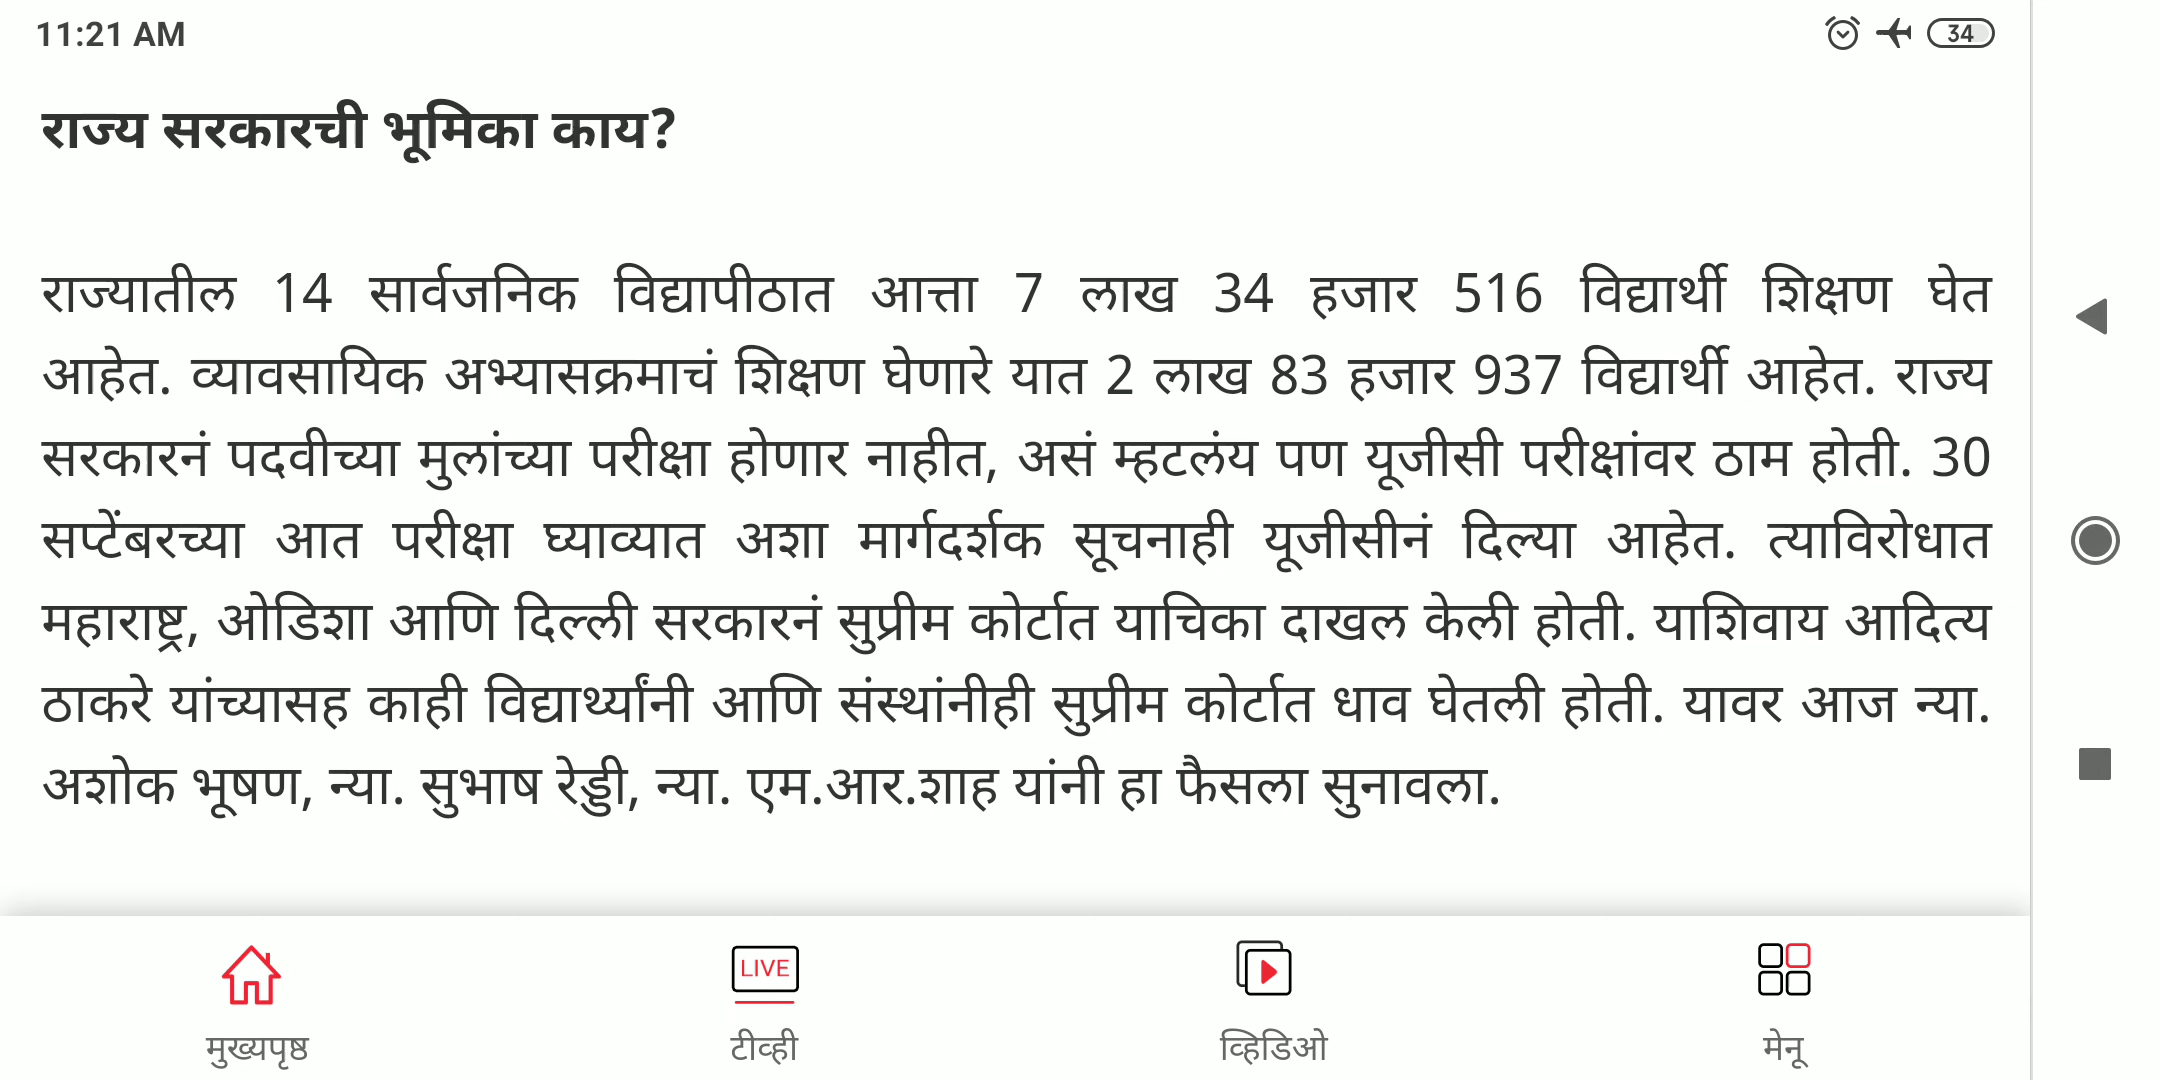 11:21 AM
34
राज्य सरकारची भूमिका काय?
राज्यातील 14 सार्वजनिक विद्यापीठात आत्ता 7 लाख 34 हजार 516 विद्यार्थी शिक्षण घेत
आहेत. व्यावसायिक अभ्यासक्रमाचं शिक्षण घेणारे यात 2 लाख 83 हजार 937 विद्यार्थी आहेत. राज्य
सरकारनं पदवीच्या मुलांच्या परीक्षा होणार नाहीत, असं म्हटलंय पण यूजीसी परीक्षांवर ठाम होती. 30
सप्टेंबरच्या आत परीक्षा घ्याव्यात अशा मार्गदर्शक सूचनाही यूजीसीनं दिल्या आहेत. त्याविरोधात
महाराष्ट्र, ओडिशा आणि दिल्ली सरकारनं सुप्रीम कोर्टात याचिका दाखल केली होती. याशिवाय आदित्य
ठाकरे यांच्यासह काही विद्यार्थ्यांनी आणि संस्थांनीही सुप्रीम कोर्टात धाव घेतली होती. यावर आज न्या.
अशोक भूषण, न्या. सुभाष रेड्डी, न्या. एम.आर.शाह यांनी हा फैसला सुनावला.
LIVE
मुख्यपृष्ठ
टीव्ही
व्हिडिओ
मेनू